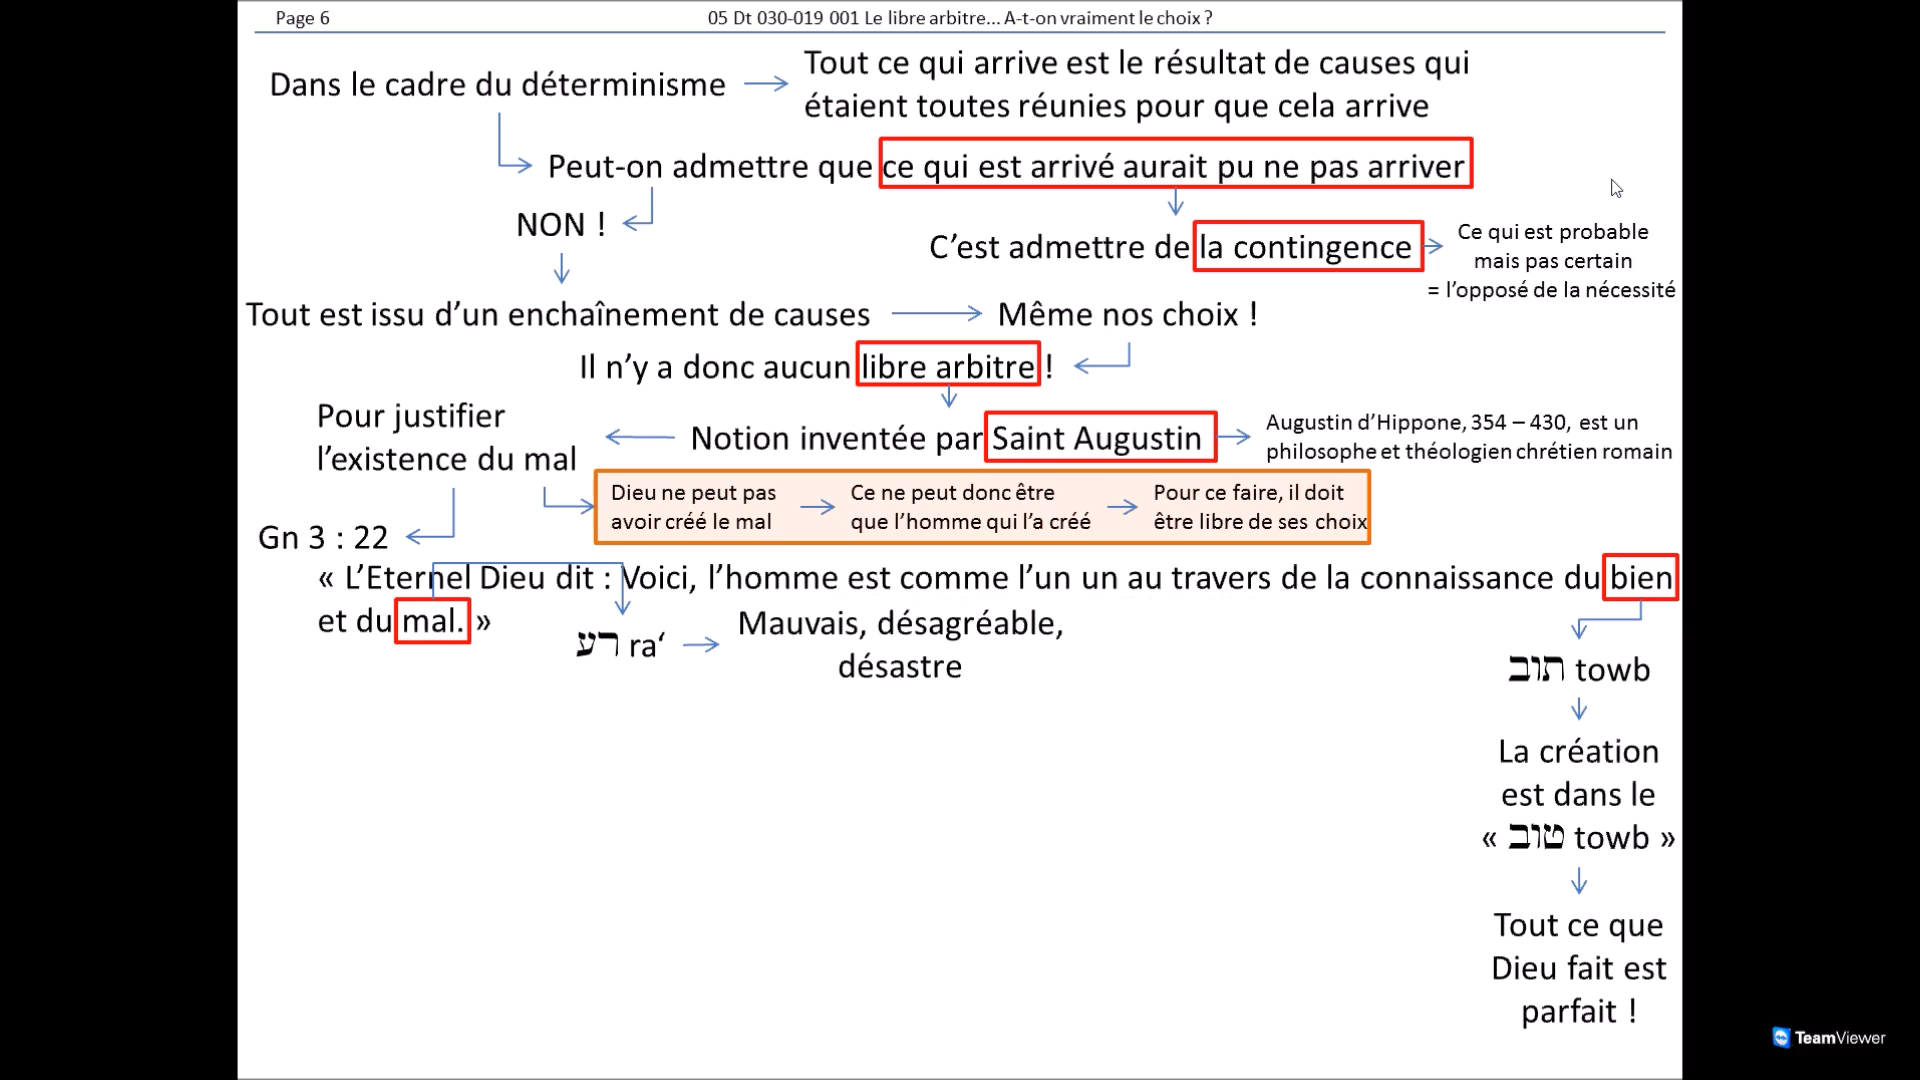 Page 6
05 Dt 030-019 001 Le libre arbitre... A-t-on vraiment le choix ?
Dans le cadre du déterminisme
Tout ce qui arrive est le résultat de causes qui
étaient toutes réunies pour que cela arrive
Peut-on admettre que ce qui est arrivé aurait pu ne pas arriver
NON !
C’est admettre de la contingence
Ce qui est probable
mais pas certain
= l’opposé de la nécessité
Tout est issu d’un enchaînement de causes
Même nos choix !
Il n’y a donc aucun libre arbitre !
Pour justifier
l’existence du mal
Notion inventée par Saint Augustin
Augustin d’Hippone, 354 – 430, est un
philosophe et théologien chrétien romain
Dieu ne peut pas
avoir créé le mal
Ce ne peut donc être
que l’homme qui l’a créé
Pour ce faire, il doit
être libre de ses choix
Gn 3 : 22
« L’Eternel Dieu dit : Voici, l’homme est comme l’un un au travers de la connaissance du bien
et du mal. »
רע ra‘
Mauvais, désagréable,
désastre
תוב towb
La création
est dans le
« טוב towb »
Tout ce que
Dieu fait est
parfait !
TeamViewer